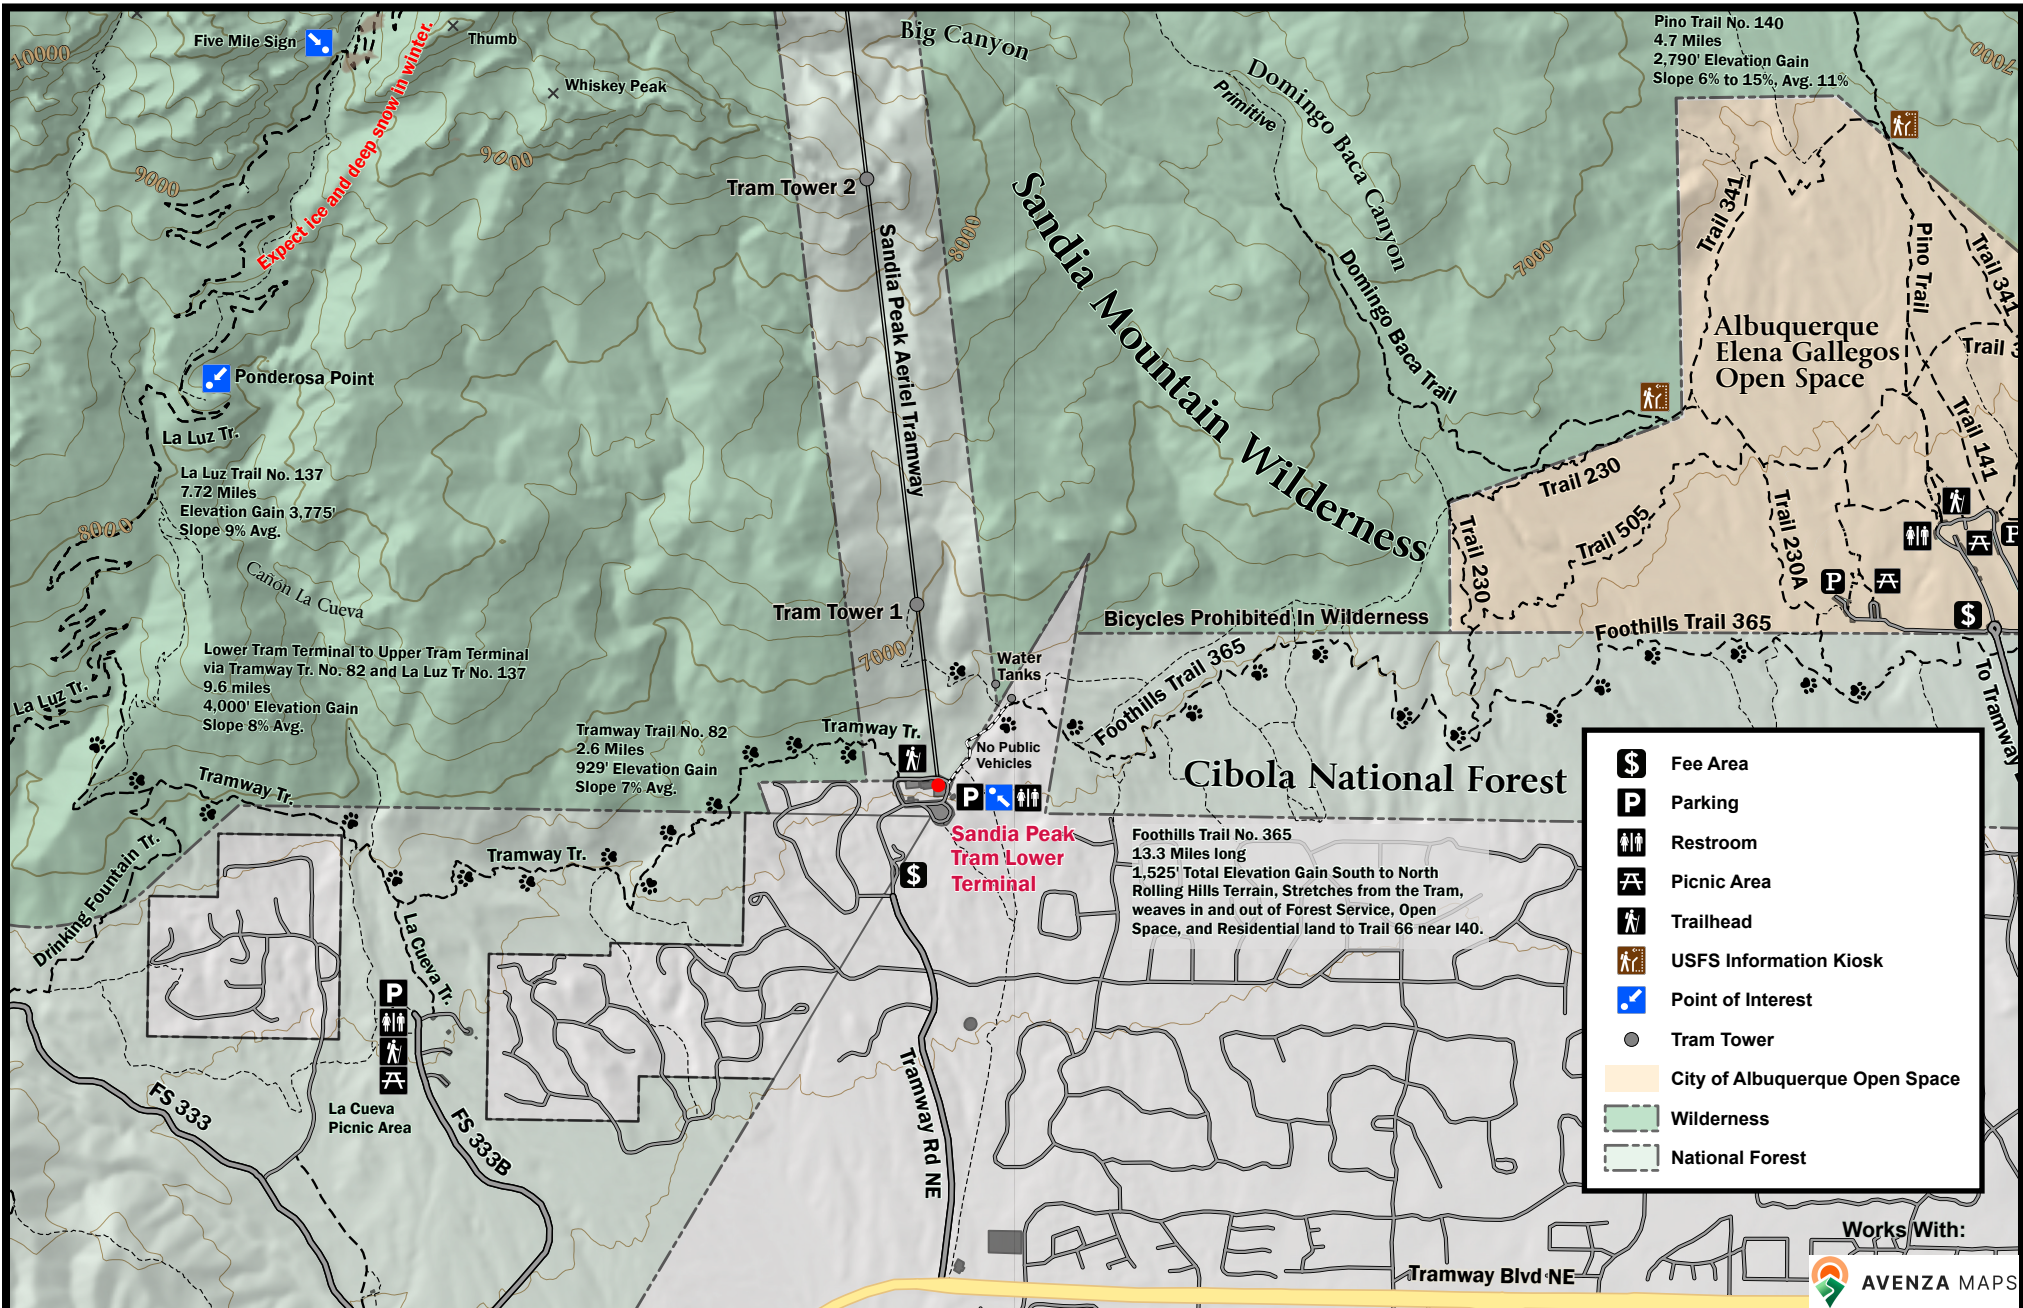 Five Mile Sign
Thumb
Whiskey Peak
10000
9000
9000
Expect ice and deep snow in winter.
Big Canyon
Primitive
Domingo Baca Canyon
Pino Trail No. 140
4.7 Miles
2,790' Elevation Gain
Slope 6% to 15%, Avg. 11%
7000
Tram Tower 2
Sandia Peak Aeriel Tramway
8000
Sandia Mountain Wilderness
Domingo Baca Trail
7000
Trail 341
Pino Trail
Trail 341
Trail 3
Albuquerque
Elena Gallegos
Open Space
Trail 141
Ponderosa Point
La Luz Tr.
La Luz Trail No. 137
7.72 Miles
Elevation Gain 3,775'
Slope 9% Avg.
8000
Cañón La Cueva
Trail 230
Trail 505
Trail 230
Trail 230A
P
P
$
Tram Tower 1
7000
Bicycles Prohibited In Wilderness
Foothills Trail 365
Foothills Trail 365
To Tramway
Lower Tram Terminal to Upper Tram Terminal
via Tramway Tr. No. 82 and La Luz Tr No. 137
9.6 miles
4,000' Elevation Gain
Slope 8% Avg.
La Luz Tr.
Water
Tanks
Tramway Trail No. 82
2.6 Miles
929' Elevation Gain
Slope 7% Avg.
Tramway Tr.
No Public
Vehicles
Cibola National Forest
Tramway Tr.
P
Sandia Peak
Tram Lower
Terminal
$
Tramway Tr.
Drinking Fountain Tr.
La Cueva Tr.
Foothills Trail No. 365
13.3 Miles long
1,525' Total Elevation Gain South to North
Rolling Hills Terrain, Stretches from the Tram,
weaves in and out of Forest Service, Open
Space, and Residential land to Trail 66 near I40.
P
La Cueva
Picnic Area
FS 333
FS 333B
Tramway Rd NE
Tramway Blvd NE
$ Fee Area
P Parking
Restroom
Picnic Area
Trailhead
USFS Information Kiosk
Point of Interest
Tram Tower
City of Albuquerque Open Space
Wilderness
National Forest
Works With:
AVENZA MAPS